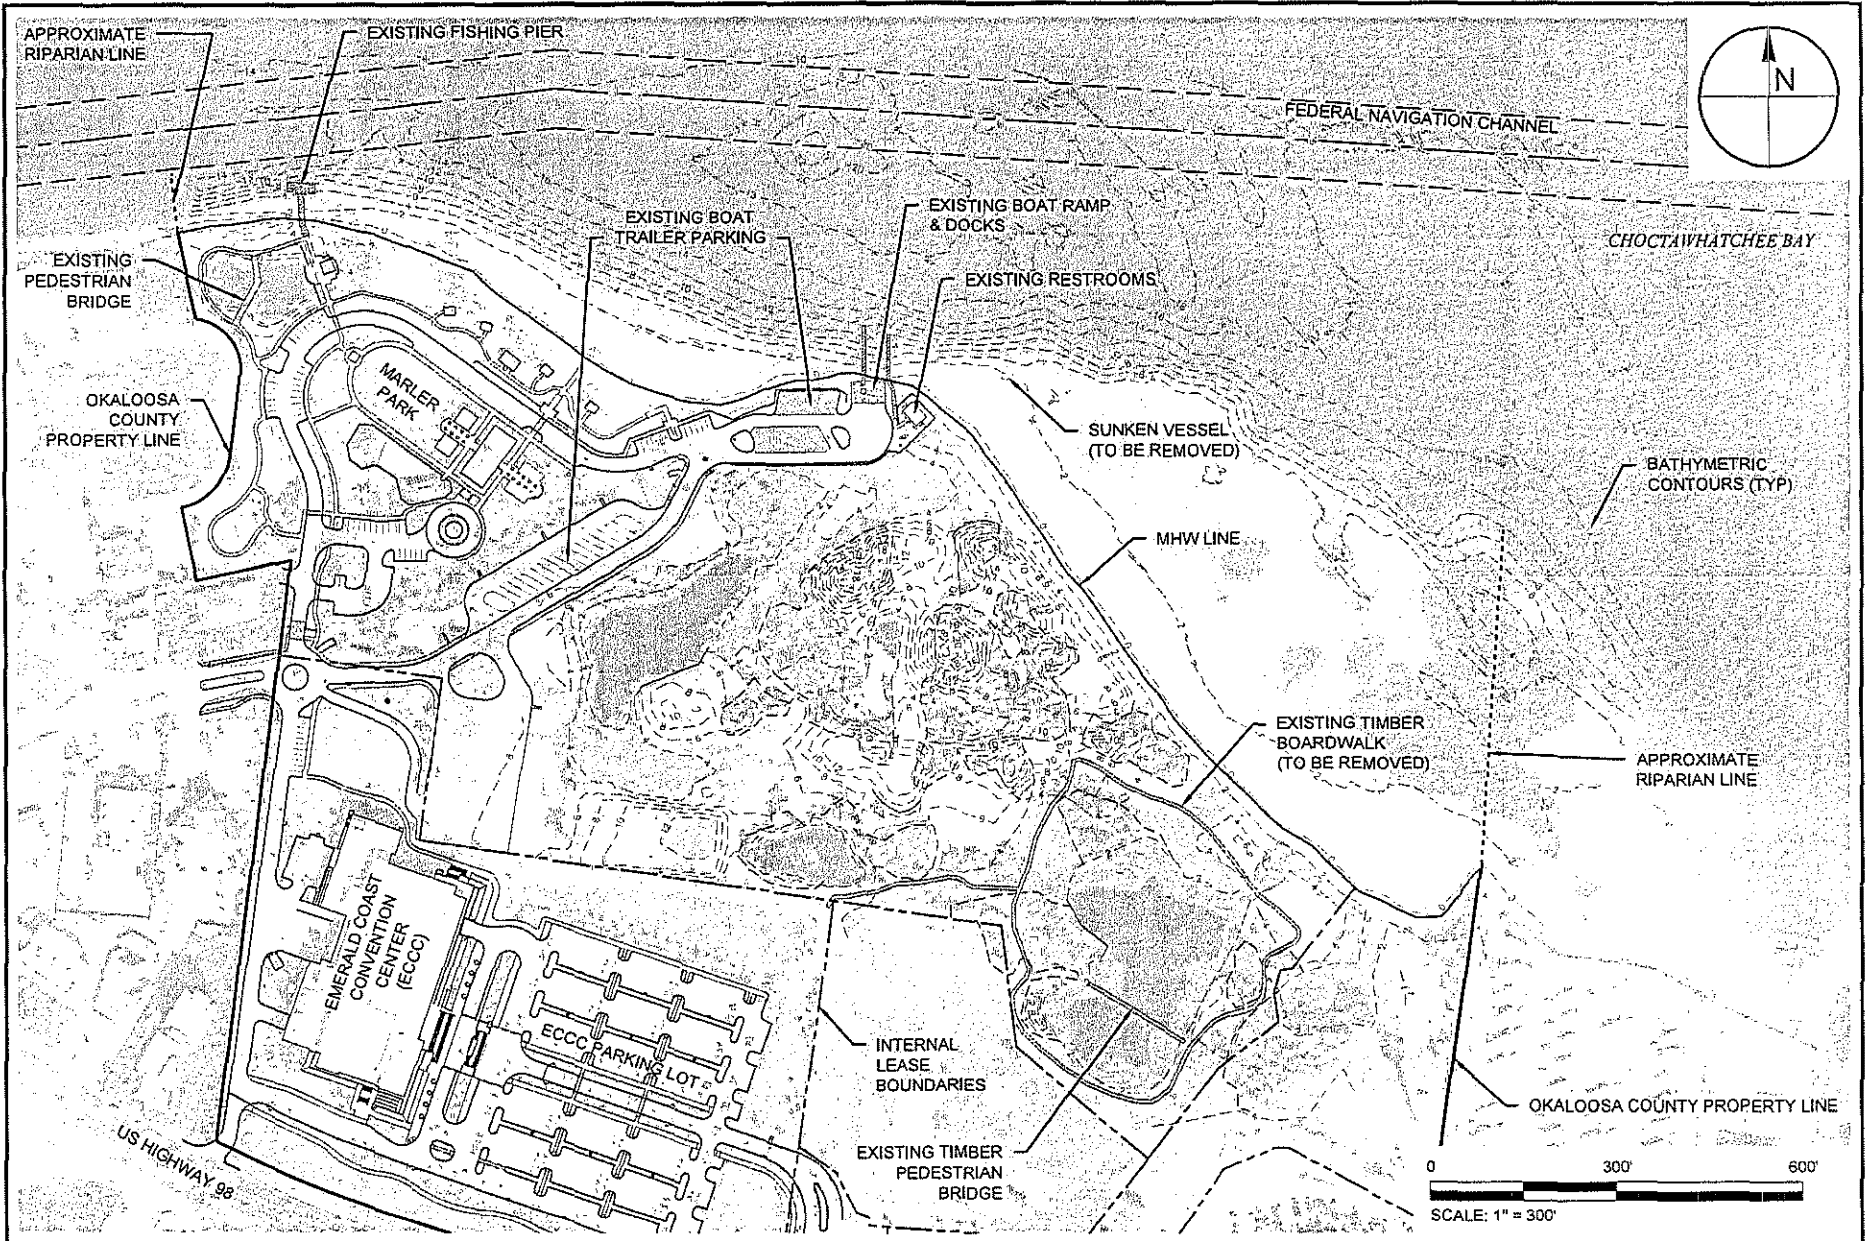 APPROXIMATE
RIPARIAN LINE
EXISTING FISHING PIER
N
FEDERAL NAVIGATION CHANNEL
EXISTING BOAT
TRAILER PARKING
EXISTING BOAT RAMP
& DOCKS
CHOCTAWHATCHEE BAY
EXISTING
PEDESTRIAN
BRIDGE
EXISTING RESTROOMS
MARLER
PARK
OKALOOSA
COUNTY
PROPERTY LINE
SUNKEN VESSEL
(TO BE REMOVED)
BATHYMETRIC
CONTOURS (TYP)
MHW LINE
EXISTING TIMBER
BOARDWALK
(TO BE REMOVED)
APPROXIMATE
RIPARIAN LINE
EMERALD COAST
CONVENTION
CENTER
(ECCC)
ECCC PARKING LOT
INTERNAL
LEASE
BOUNDARIES
OKALOOSA COUNTY PROPERTY LINE
US HIGHWAY 98
EXISTING TIMBER
PEDESTRIAN
BRIDGE
0 300' 600'
SCALE: 1" = 300'